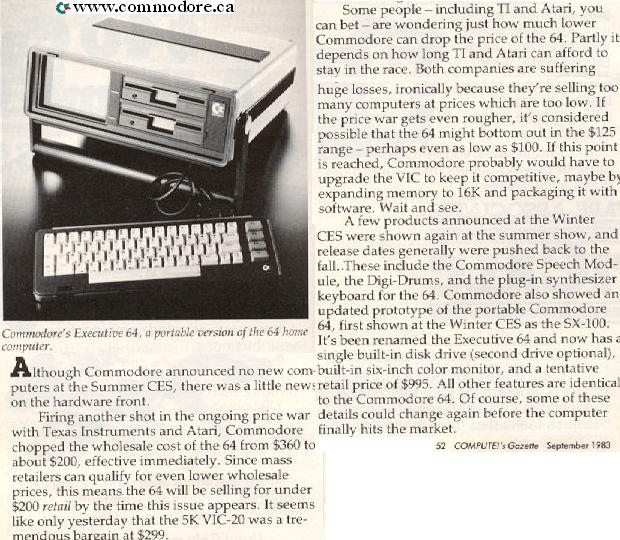 www.commodore.ca
Commodore's Executive 64, a portable version of the 64 home
computer.
Although Commodore announced no new com-
puters at the Summer CES, there was a little news
on the hardware front.
Firing another shot in the ongoing price war
with Texas Instruments and Atari, Commodore
chopped the wholesale cost of the 64 from $360 to
about $200, effective immediately. Since mass
retailers can qualify for even lower wholesale
prices, this means the 64 will be selling for under
$200 retail by the time this issue appears. It seems
like only yesterday that the 5K VIC-20 was a tre-
mendous bargain at $299.
Some people – including TI and Atari, you
can bet – are wondering just how much lower
Commodore can drop the price of the 64. Partly it
depends on how long TI and Atari can afford to
stay in the race. Both companies are suffering
huge losses, ironically because they're selling too
many computers at prices which are too low. If
the price war gets even rougher, it's considered
possible that the 64 might bottom out in the $125
range – perhaps even as low as $100. If this point
is reached, Commodore probably would have to
upgrade the VIC to keep it competitive, maybe by
expanding memory to 16K and packaging it with
software. Wait and see.
A few products announced at the Winter
CES were shown again at the summer show, and
release dates generally were pushed back to the
fall. These include the Commodore Speech Mod-
ule, the Digi-Drums, and the plug-in synthesizer
keyboard for the 64. Commodore also showed an
updated prototype of the portable Commodore
64, first shown at the Winter CES as the SX-100.
It's been renamed the Executive 64 and now has a
single built-in disk drive (second drive optional),
built-in six-inch color monitor, and a tentative
retail price of $995. All other features are identical
to the Commodore 64. Of course, some of these
details could change again before the computer
finally hits the market.
52 COMPUTE!'s Gazette September 1983